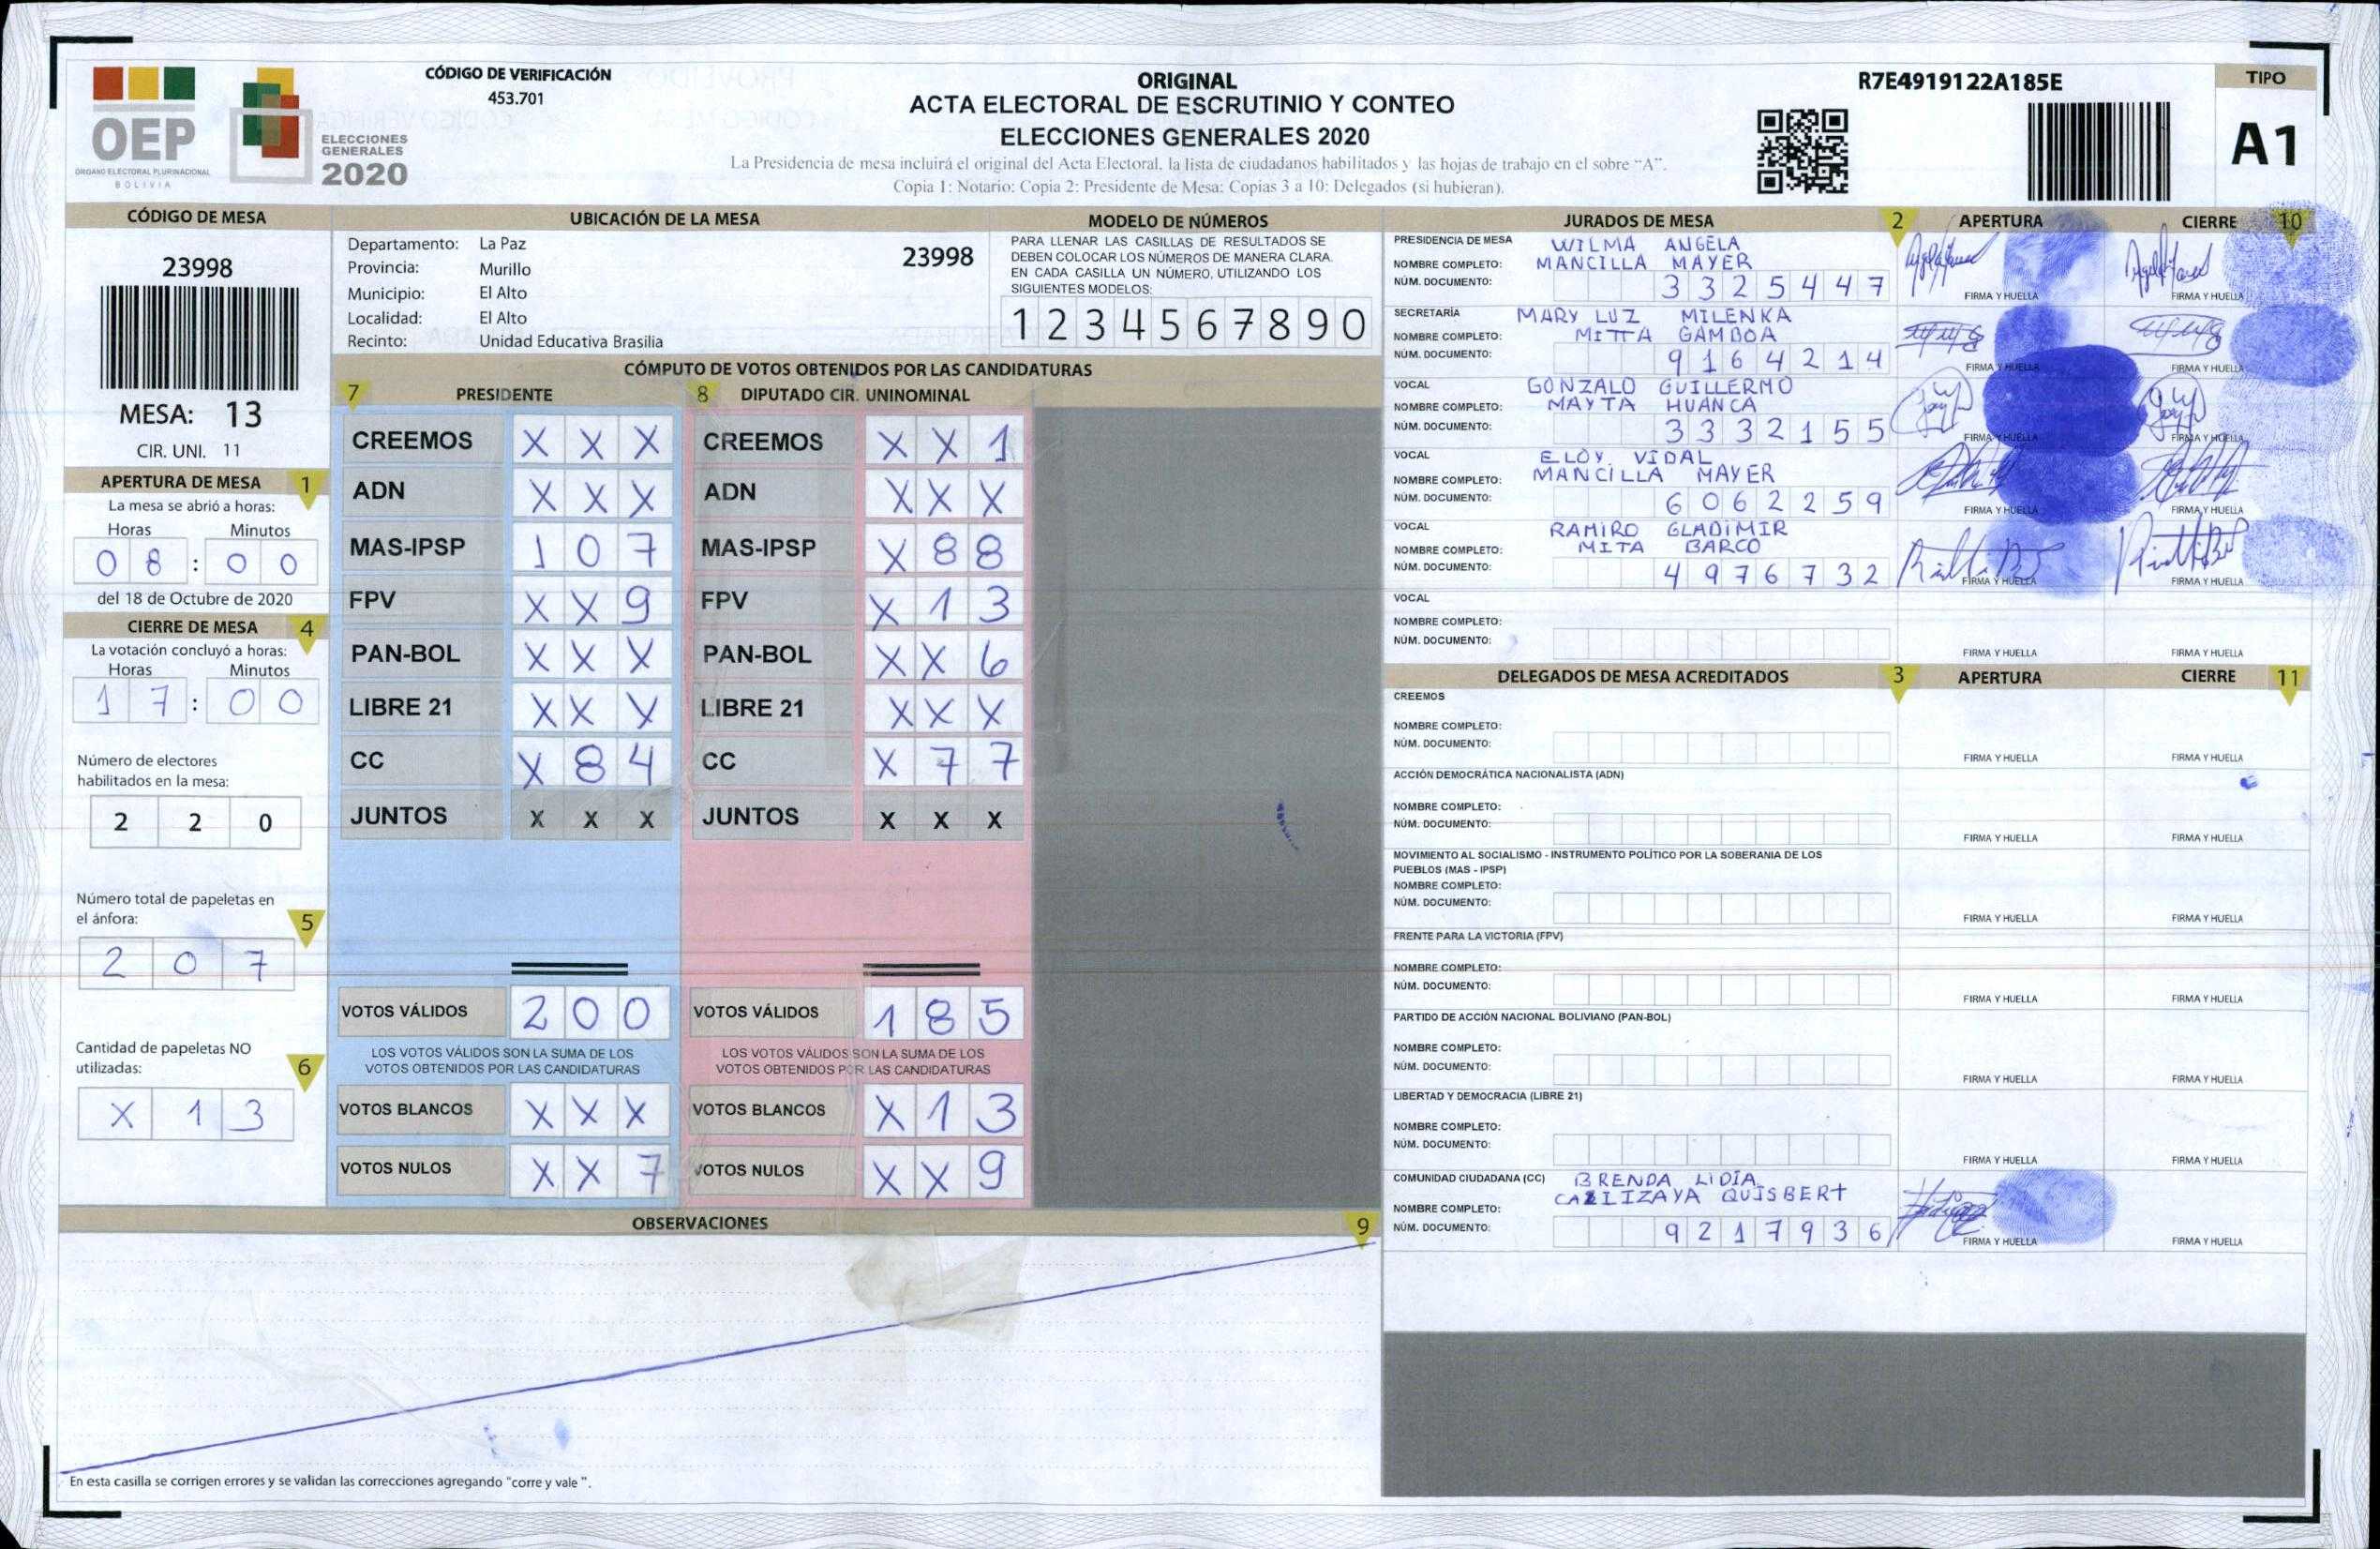 OEP
ÓRGANO ELECTORAL PLURINACIONAL
BOLIVIA
ELECCIONES
GENERALES
2020
CÓDIGO DE VERIFICACIÓN
453.701
ORIGINAL
ACTA ELECTORAL DE ESCRUTINIO Y CONTEO
ELECCIONES GENERALES 2020
La Presidencia de mesa incluirá el original del Acta Electoral, la lista de ciudadanos habilitados y las hojas de trabajo en el sobre "A".
Copia 1: Notario; Copia 2: Presidente de Mesa; Copias 3 a 10: Delegados (si hubieran).
R7E4919122A185E
TIPO
A1
CÓDIGO DE MESA
23998
MESA: 13
CIR. UNI. 11
APERTURA DE MESA 1
La mesa se abrió a horas:
Horas Minutos
0 8 : 0 0
del 18 de Octubre de 2020
CIERRE DE MESA 4
La votación concluyó a horas:
Horas Minutos
1 7 : 0 0
Número de electores
habilitados en la mesa:
2 2 0
Número total de papeletas en
el ánfora: 5
2 0 7
Cantidad de papeletas NO
utilizadas: 6
X 1 3
UBICACIÓN DE LA MESA
Departamento: La Paz 23998
Provincia: Murillo
Municipio: El Alto
Localidad: El Alto
Recinto: Unidad Educativa Brasilia
MODELO DE NÚMEROS
PARA LLENAR LAS CASILLAS DE RESULTADOS SE
DEBEN COLOCAR LOS NÚMEROS DE MANERA CLARA.
EN CADA CASILLA UN NÚMERO, UTILIZANDO LOS
SIGUIENTES MODELOS:
1 2 3 4 5 6 7 8 9 0
CÓMPUTO DE VOTOS OBTENIDOS POR LAS CANDIDATURAS
7 PRESIDENTE 8 DIPUTADO CIR. UNINOMINAL
CREEMOS X X X CREEMOS X X 1
ADN X X X ADN X X X
MAS-IPSP 1 0 7 MAS-IPSP X 8 8
FPV X X 9 FPV X 1 3
PAN-BOL X X X PAN-BOL X X 6
LIBRE 21 X X X LIBRE 21 X X X
CC X 8 4 CC X 7 7
JUNTOS X X X JUNTOS X X X
VOTOS VÁLIDOS 2 0 0 VOTOS VÁLIDOS 1 8 5
LOS VOTOS VÁLIDOS SON LA SUMA DE LOS LOS VOTOS VÁLIDOS SON LA SUMA DE LOS
VOTOS OBTENIDOS POR LAS CANDIDATURAS VOTOS OBTENIDOS POR LAS CANDIDATURAS
VOTOS BLANCOS X X X VOTOS BLANCOS X 1 3
VOTOS NULOS X X 7 VOTOS NULOS X X 9
OBSERVACIONES 9
En esta casilla se corrigen errores y se validan las correcciones agregando "corre y vale ".
JURADOS DE MESA 2 APERTURA CIERRE 10
PRESIDENCIA DE MESA WILMA ANGELA
NOMBRE COMPLETO: MANCILLA MAYER
NÚM. DOCUMENTO: 3 3 2 5 4 4 7
FIRMA Y HUELLA FIRMA Y HUELLA
SECRETARÍA MARY LUZ MILENKA
NOMBRE COMPLETO: MITTA GAMBOA
NÚM. DOCUMENTO: 9 1 6 4 2 1 4
FIRMA Y HUELLA FIRMA Y HUELLA
VOCAL GONZALO GUILLERMO
NOMBRE COMPLETO: MAYTA HUANCA
NÚM. DOCUMENTO: 3 3 3 2 1 5 5
FIRMA Y HUELLA FIRMA Y HUELLA
VOCAL ELOY VIDAL
NOMBRE COMPLETO: MANCILLA MAYER
NÚM. DOCUMENTO: 6 0 6 2 2 5 9
FIRMA Y HUELLA FIRMA Y HUELLA
VOCAL RAMIRO GLADIMIR
NOMBRE COMPLETO: MITA BARCO
NÚM. DOCUMENTO: 4 9 7 6 7 3 2
FIRMA Y HUELLA FIRMA Y HUELLA
VOCAL
NOMBRE COMPLETO:
NÚM. DOCUMENTO:
FIRMA Y HUELLA FIRMA Y HUELLA
DELEGADOS DE MESA ACREDITADOS 3 APERTURA CIERRE 11
CREEMOS
NOMBRE COMPLETO:
NÚM. DOCUMENTO:
FIRMA Y HUELLA FIRMA Y HUELLA
ACCIÓN DEMOCRÁTICA NACIONALISTA (ADN)
NOMBRE COMPLETO:
NÚM. DOCUMENTO:
FIRMA Y HUELLA FIRMA Y HUELLA
MOVIMIENTO AL SOCIALISMO - INSTRUMENTO POLÍTICO POR LA SOBERANIA DE LOS
PUEBLOS (MAS - IPSP)
NOMBRE COMPLETO:
NÚM. DOCUMENTO:
FIRMA Y HUELLA FIRMA Y HUELLA
FRENTE PARA LA VICTORIA (FPV)
NOMBRE COMPLETO:
NÚM. DOCUMENTO:
FIRMA Y HUELLA FIRMA Y HUELLA
PARTIDO DE ACCIÓN NACIONAL BOLIVIANO (PAN-BOL)
NOMBRE COMPLETO:
NÚM. DOCUMENTO:
FIRMA Y HUELLA FIRMA Y HUELLA
LIBERTAD Y DEMOCRACIA (LIBRE 21)
NOMBRE COMPLETO:
NÚM. DOCUMENTO:
FIRMA Y HUELLA FIRMA Y HUELLA
COMUNIDAD CIUDADANA (CC) BRENDA LIDIA
NOMBRE COMPLETO: CALLIZAYA QUISBERT
NÚM. DOCUMENTO: 9 2 1 7 9 3 6
FIRMA Y HUELLA FIRMA Y HUELLA